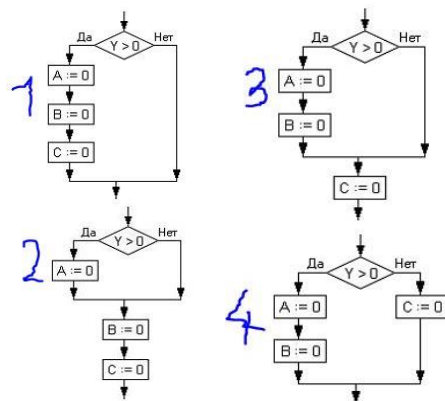 1
Да Y > 0 Нет
A := 0
B := 0
C := 0
3
Да Y > 0 Нет
A := 0
B := 0
C := 0
2
Да Y > 0 Нет
A := 0
B := 0
C := 0
4
Да Y > 0 Нет
A := 0 C := 0
B := 0